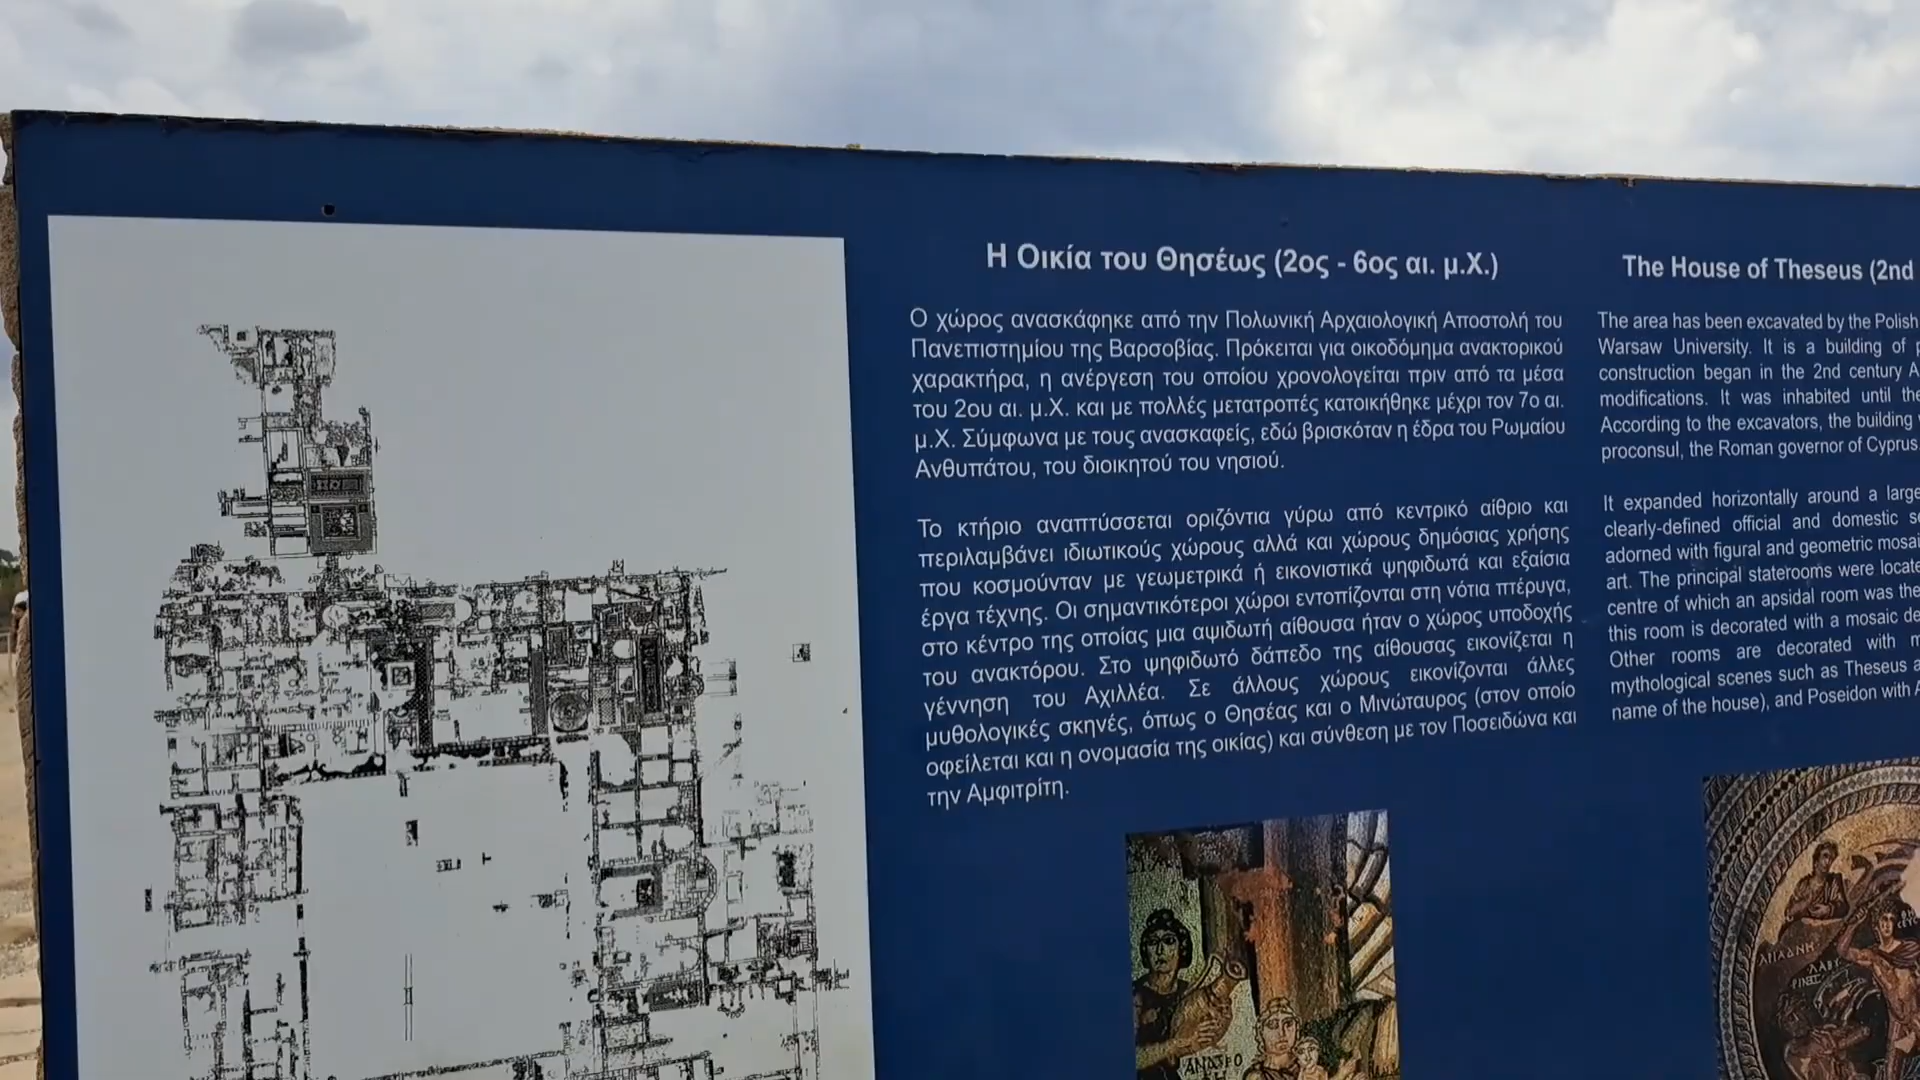 Η Οικία του Θησέως (2ος - 6ος αι. μ.Χ.)
Ο χώρος ανασκάφηκε από την Πολωνική Αρχαιολογική Αποστολή του
Πανεπιστημίου της Βαρσοβίας. Πρόκειται για οικοδόμημα ανακτορικού
χαρακτήρα, η ανέργεση του οποίου χρονολογείται πριν από τα μέσα
του 2ου αι. μ.Χ. και με πολλές μετατροπές κατοικήθηκε μέχρι τον 7ο αι.
μ.Χ. Σύμφωνα με τους ανασκαφείς, εδώ βρισκόταν η έδρα του Ρωμαίου
Ανθυπάτου, του διοικητού του νησιού.
Το κτήριο αναπτύσσεται οριζόντια γύρω από κεντρικό αίθριο και
περιλαμβάνει ιδιωτικούς χώρους αλλά και χώρους δημόσιας χρήσης
που κοσμούνταν με γεωμετρικά ή εικονιστικά ψηφιδωτά και εξαίσια
έργα τέχνης. Οι σημαντικότεροι χώροι εντοπίζονται στη νότια πτέρυγα,
στο κέντρο της οποίας μια αψιδωτή αίθουσα ήταν ο χώρος υποδοχής
του ανακτόρου. Στο ψηφιδωτό δάπεδο της αίθουσας εικονίζεται η
γέννηση του Αχιλλέα. Σε άλλους χώρους εικονίζονται άλλες
μυθολογικές σκηνές, όπως ο Θησέας και ο Μινώταυρος (στον οποίο
οφείλεται και η ονομασία της οικίας) και σύνθεση με τον Ποσειδώνα και
την Αμφιτρίτη.
The House of Theseus (2nd
The area has been excavated by the Polish
Warsaw University. It is a building of
construction began in the 2nd century A
modifications. It was inhabited until the
According to the excavators, the building
proconsul, the Roman governor of Cyprus.
It expanded horizontally around a large
clearly-defined official and domestic
adorned with figural and geometric
art. The principal staterooms were
centre of which an apsidal room was the
this room is decorated with a mosaic
Other rooms are decorated with
mythological scenes such as Theseus
name of the house), and Poseidon with